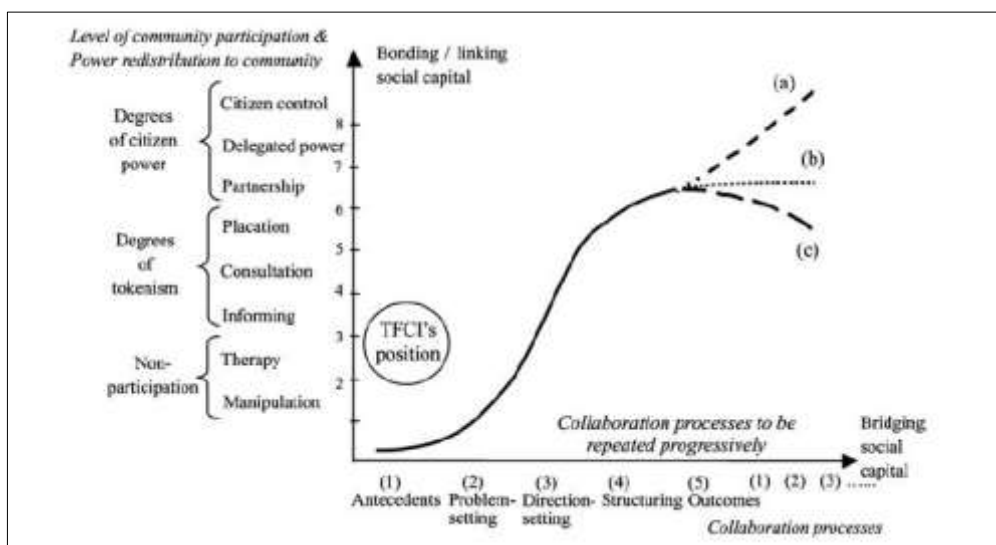 Level of community participation &
Power redistribution to community
Bonding / linking
social capital
Degrees
of citizen
power
Citizen control
Delegated power
Partnership
Degrees
of
tokenism
Placation
Consultation
Informing
Non-
participation
Therapy
Manipulation
8
7
6
5
4
3
2
TFCI's
position
(a)
(b)
(c)
Collaboration processes to be
repeated progressively
Bridging
social
capital
(1) (2) (3) (4) (5) (1) (2) (3) ......
Antecedents Problem- Direction- Structuring Outcomes
setting setting
Collaboration processes